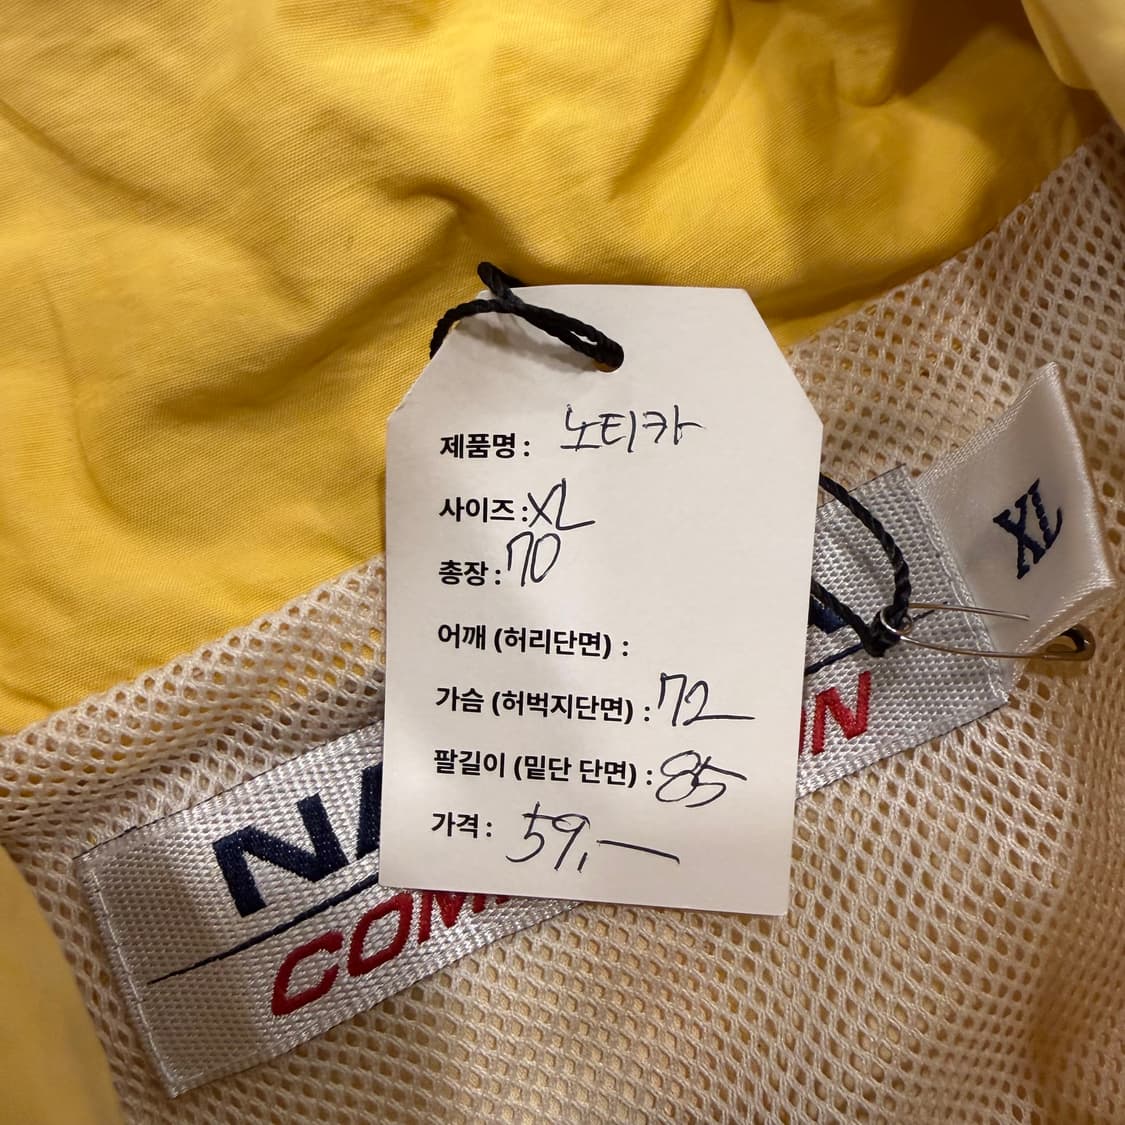 제품명 : 노티카
사이즈 : XL
총장 : 70
어깨 (허리단면) :
가슴 (허벅지단면) : 72
팔길이 (밑단 단면) : 85
가격 : 59,—
XL
NA
COM ON